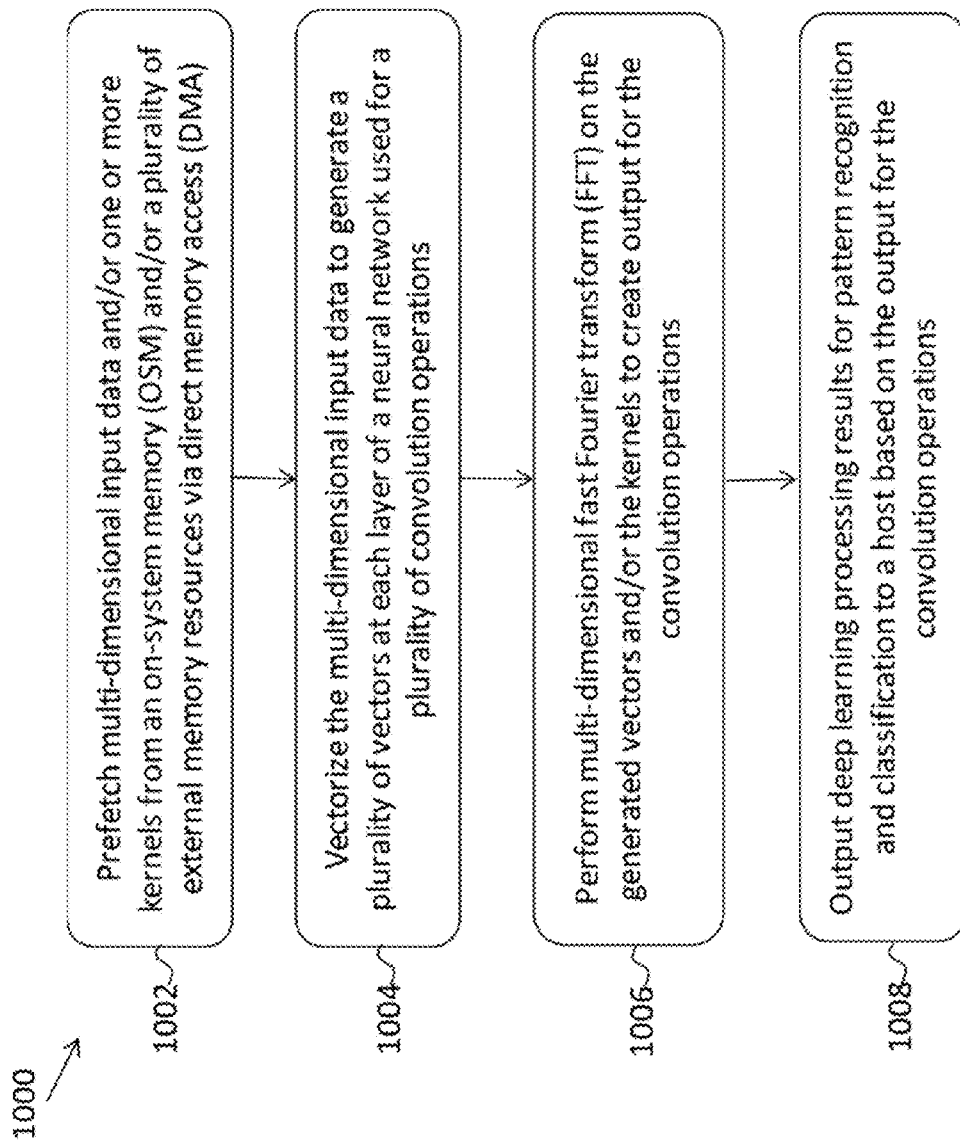 1000
1002
Prefetch multi-dimensional input data and/or one or more
kernels from an on-system memory (OSM) and/or a plurality of
external memory resources via direct memory access (DMA)
1004
Vectorize the multi-dimensional input data to generate a
plurality of vectors at each layer of a neural network used for a
plurality of convolution operations
1006
Perform multi-dimensional fast Fourier transform (FFT) on the
generated vectors and/or the kernels to create output for the
convolution operations
1008
Output deep learning processing results for pattern recognition
and classification to a host based on the output for the
convolution operations